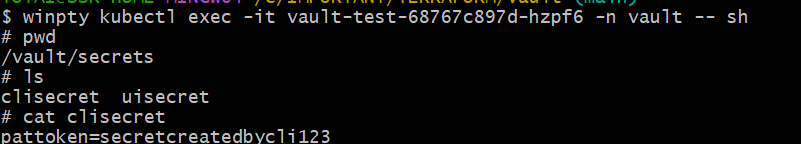 $ winpty kubectl exec -it vault-test-68767c897d-hzpf6 -n vault -- sh
# pwd
/vault/secrets
# ls
clisecret  uisecret
# cat clisecret
pattoken=secretcreatedbycli123